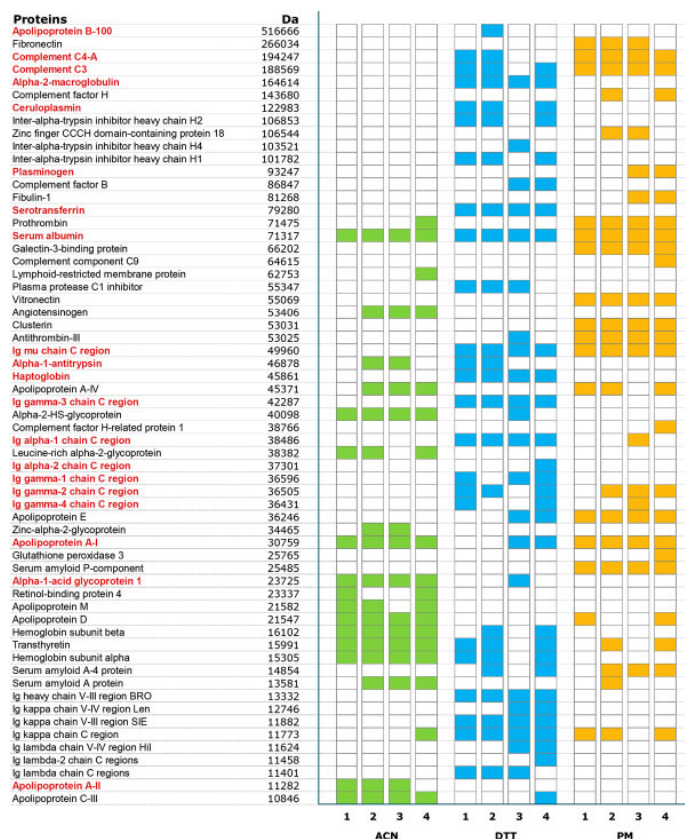 Proteins Da
Apolipoprotein B-100 516666
Fibronectin 266034
Complement C4-A 194247
Complement C3 188569
Alpha-2-macroglobulin 164614
Complement factor H 143680
Ceruloplasmin 122983
Inter-alpha-trypsin inhibitor heavy chain H2 106853
Zinc finger CCCH domain-containing protein 18 106544
Inter-alpha-trypsin inhibitor heavy chain H4 103521
Inter-alpha-trypsin inhibitor heavy chain H1 101782
Plasminogen 93247
Complement factor B 86847
Fibulin-1 81268
Serotransferrin 79280
Prothrombin 71475
Serum albumin 71317
Galectin-3-binding protein 66202
Complement component C9 64615
Lymphoid-restricted membrane protein 62753
Plasma protease C1 inhibitor 55347
Vitronectin 55069
Angiotensinogen 53406
Clusterin 53031
Antithrombin-III 53025
Ig mu chain C region 49960
Alpha-1-antitrypsin 46878
Haptoglobin 45861
Apolipoprotein A-IV 45371
Ig gamma-3 chain C region 42287
Alpha-2-HS-glycoprotein 40098
Complement factor H-related protein 1 38766
Ig alpha-1 chain C region 38486
Leucine-rich alpha-2-glycoprotein 38382
Ig alpha-2 chain C region 37301
Ig gamma-1 chain C region 36596
Ig gamma-2 chain C region 36505
Ig gamma-4 chain C region 36431
Apolipoprotein E 36246
Zinc-alpha-2-glycoprotein 34465
Apolipoprotein A-I 30759
Glutathione peroxidase 3 25765
Serum amyloid P-component 25485
Alpha-1-acid glycoprotein 1 23725
Retinol-binding protein 4 23337
Apolipoprotein M 21582
Apolipoprotein D 21547
Hemoglobin subunit beta 16102
Transthyretin 15991
Hemoglobin subunit alpha 15305
Serum amyloid A-4 protein 14854
Serum amyloid A protein 13581
Ig heavy chain V-III region BRO 13332
Ig kappa chain V-IV region Len 12746
Ig kappa chain V-III region SIE 11882
Ig kappa chain C region 11773
Ig lambda chain V-IV region Hil 11624
Ig lambda-2 chain C regions 11458
Ig lambda chain C regions 11401
Apolipoprotein A-II 11282
Apolipoprotein C-III 10846
1 2 3 4 1 2 3 4 1 2 3 4
ACN DTT PM